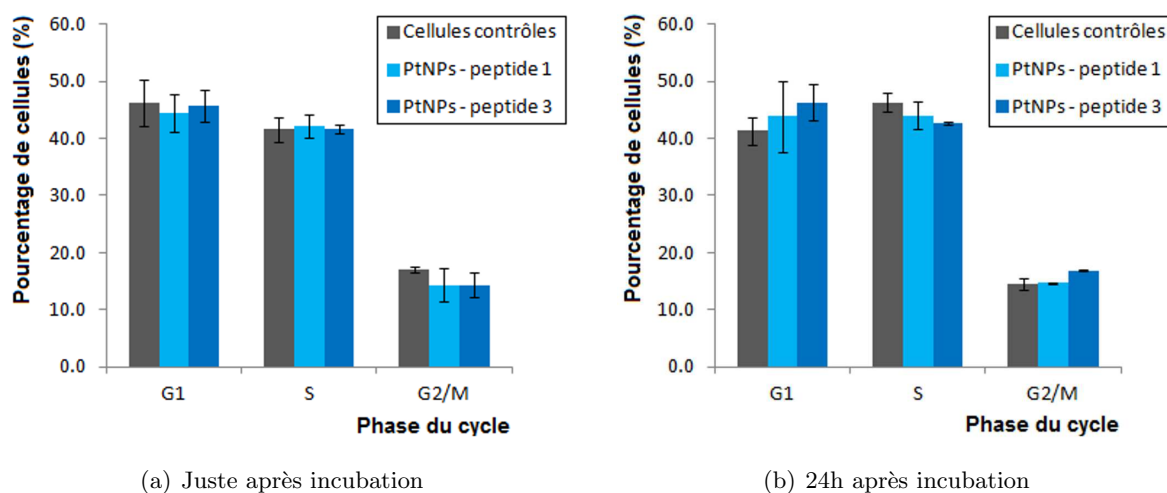 Pourcentage de cellules (%)
60.0
50.0
40.0
30.0
20.0
10.0
0.0
Cellules contrôles
PtNPs - peptide 1
PtNPs - peptide 3
G1
S
G2/M
Phase du cycle
(a) Juste après incubation
Pourcentage de cellules (%)
60.0
50.0
40.0
30.0
20.0
10.0
0.0
Cellules contrôles
PtNPs - peptide 1
PtNPs - peptide 3
G1
S
G2/M
Phase du cycle
(b) 24h après incubation